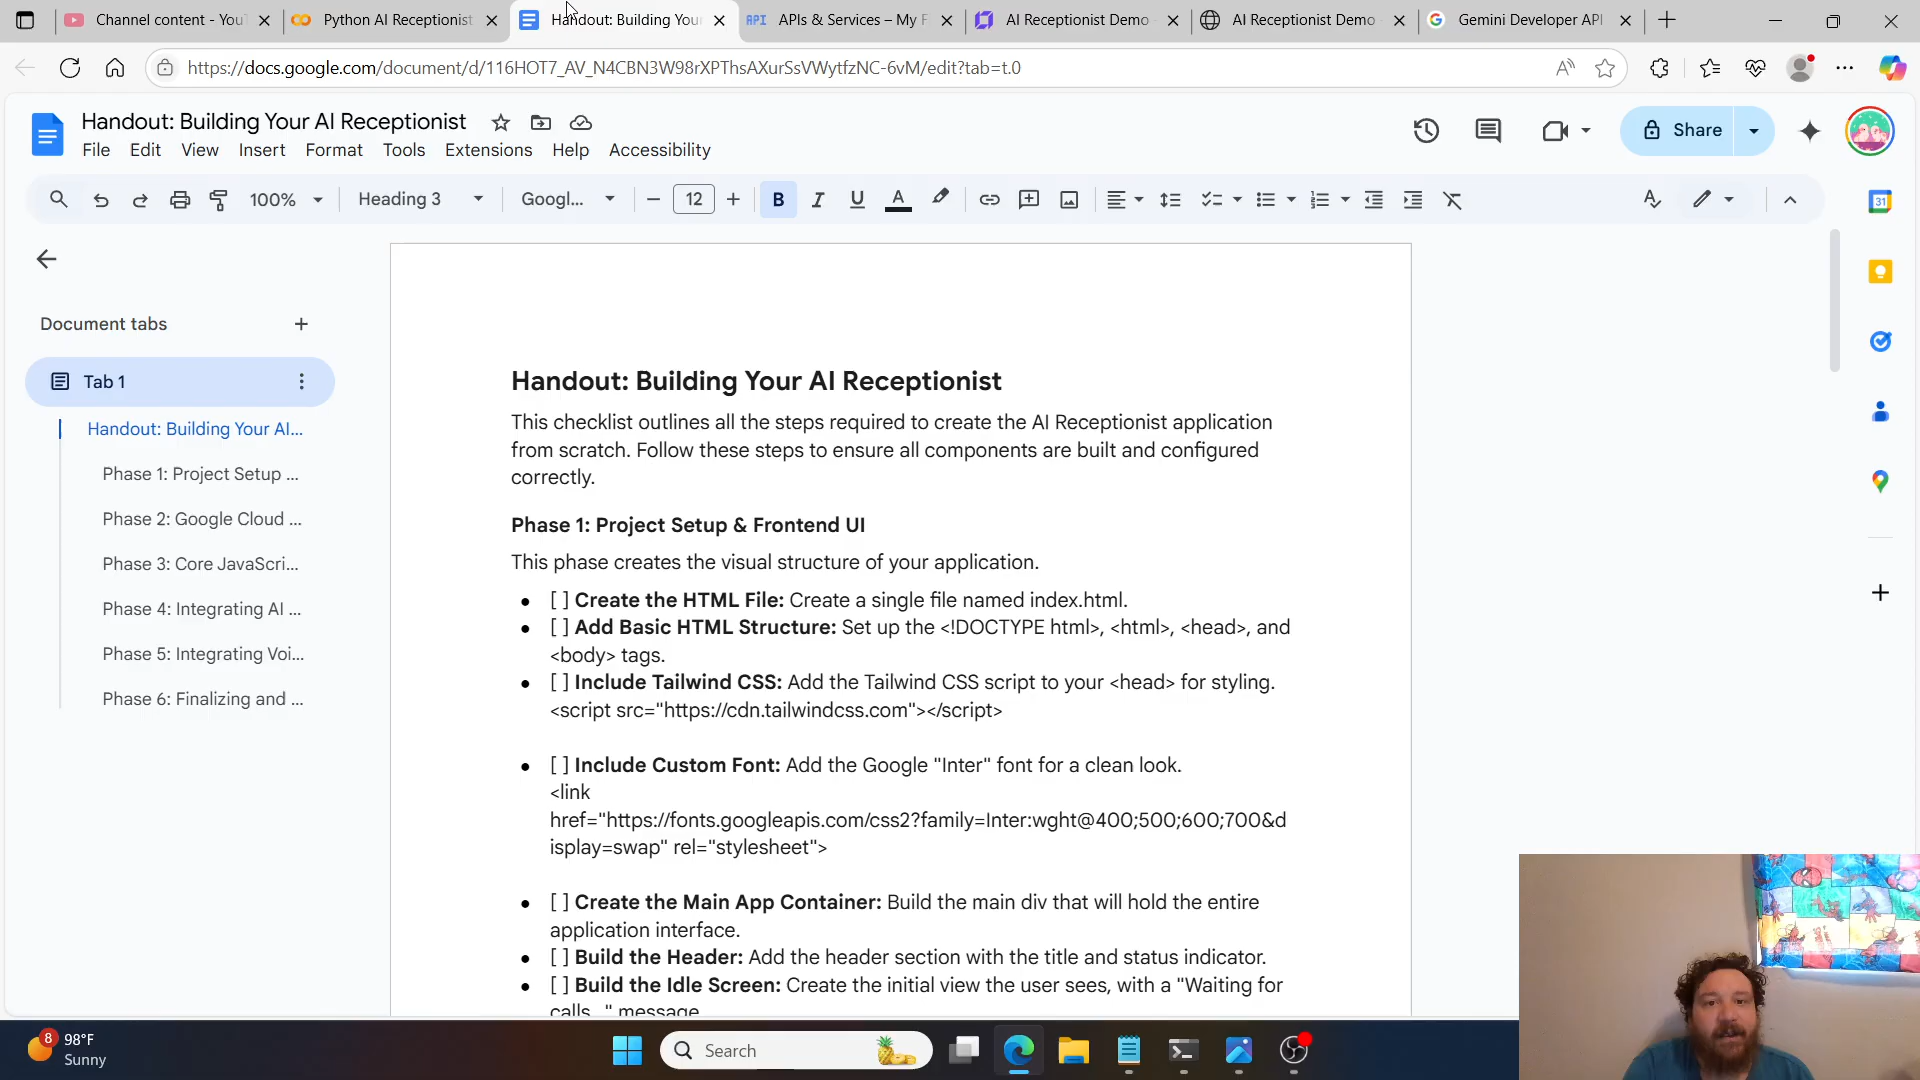 Channel content - You
Python AI Receptionist
Handout: Building Your
API
APIs & Services – My F
AI Receptionist Demo
AI Receptionist Demo
Gemini Developer API
https://docs.google.com/document/d/116HOT7_AV_N4CBN3W98rXPThsAXurSsVWytfzNC-6vM/edit?tab=t.0
Handout: Building Your AI Receptionist
File Edit View Insert Format Tools Extensions Help Accessibility
Share
100% Heading 3 Googl... 12 B I U A
31
Document tabs
Tab 1
Handout: Building Your AI...
Phase 1: Project Setup ...
Phase 2: Google Cloud ...
Phase 3: Core JavaScri...
Phase 4: Integrating AI ...
Phase 5: Integrating Voi...
Phase 6: Finalizing and ...
Handout: Building Your AI Receptionist
This checklist outlines all the steps required to create the AI Receptionist application
from scratch. Follow these steps to ensure all components are built and configured
correctly.
Phase 1: Project Setup & Frontend UI
This phase creates the visual structure of your application.
● [ ] Create the HTML File: Create a single file named index.html.
● [ ] Add Basic HTML Structure: Set up the <!DOCTYPE html>, <html>, <head>, and
<body> tags.
● [ ] Include Tailwind CSS: Add the Tailwind CSS script to your <head> for styling.
<script src="https://cdn.tailwindcss.com"></script>
● [ ] Include Custom Font: Add the Google "Inter" font for a clean look.
<link
href="https://fonts.googleapis.com/css2?family=Inter:wght@400;500;600;700&d
isplay=swap" rel="stylesheet">
● [ ] Create the Main App Container: Build the main div that will hold the entire
application interface.
● [ ] Build the Header: Add the header section with the title and status indicator.
● [ ] Build the Idle Screen: Create the initial view the user sees, with a "Waiting for
calls..." message
8
98°F
Sunny
Search